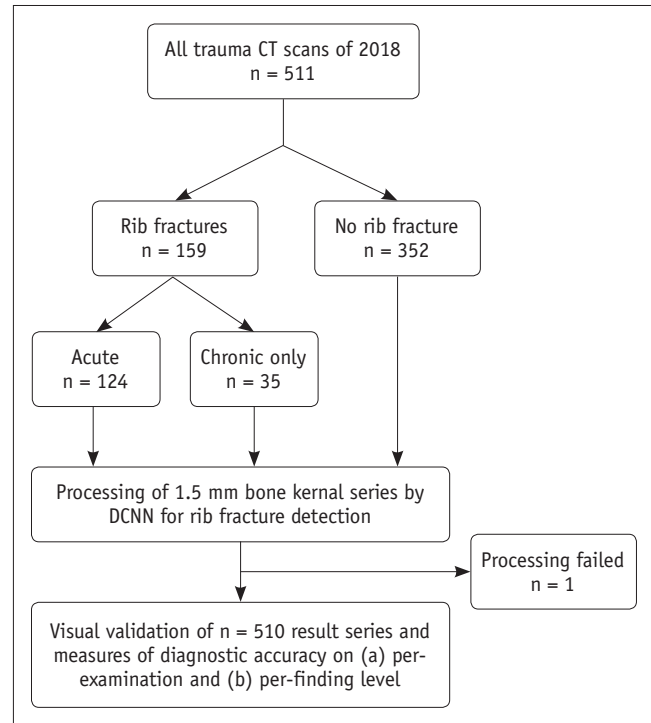 All trauma CT scans of 2018
n = 511
Rib fractures
n = 159
No rib fracture
n = 352
Acute
n = 124
Chronic only
n = 35
Processing of 1.5 mm bone kernel series by
DCNN for rib fracture detection
Processing failed
n = 1
Visual validation of n = 510 result series and
measures of diagnostic accuracy on (a) per-
examination and (b) per-finding level